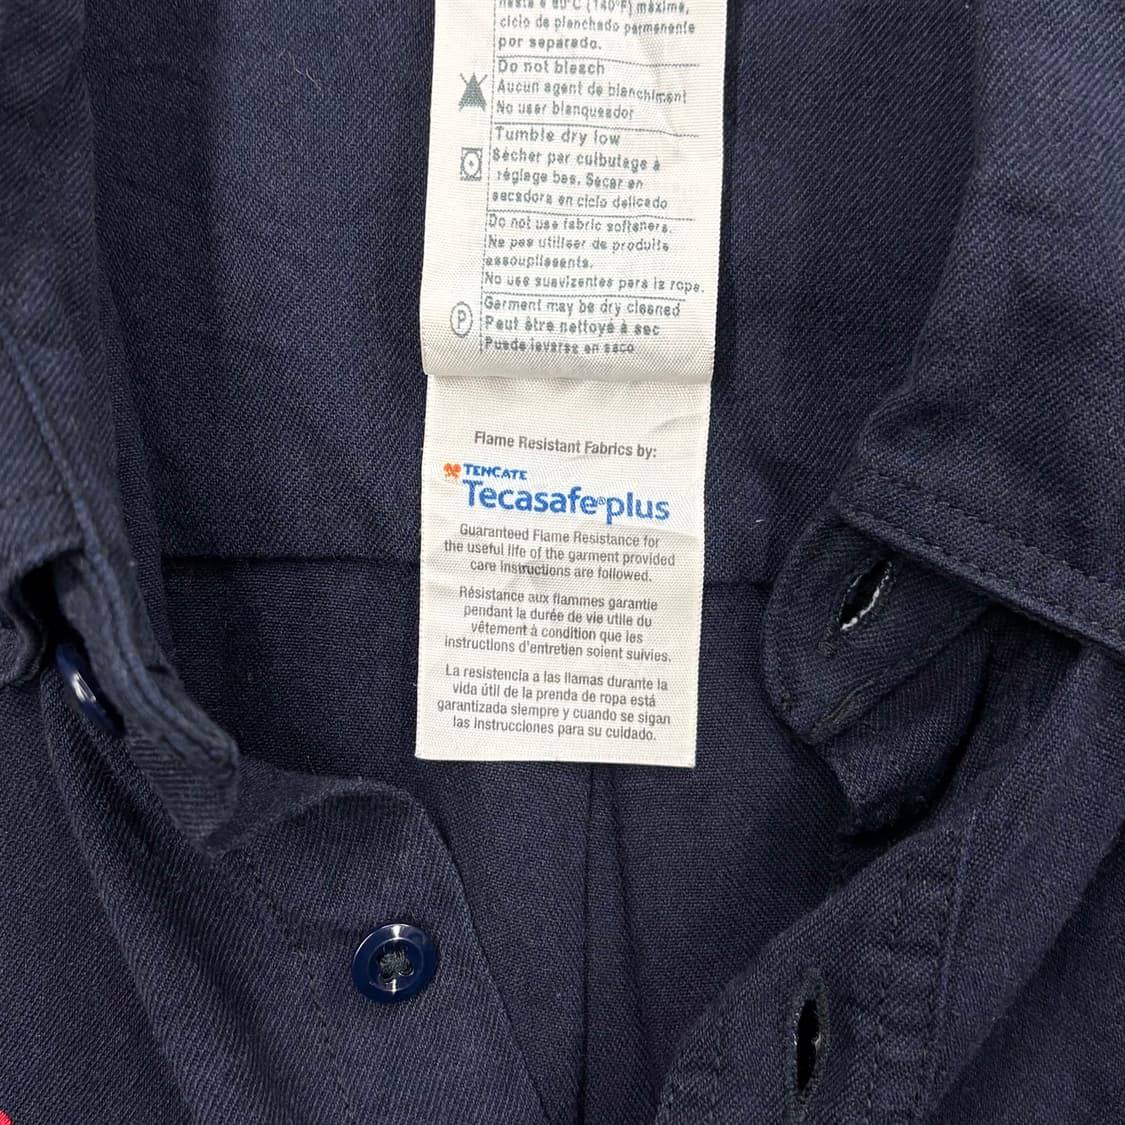 hasta a 60°C (140°F) máxima,
ciclo de planchado permanente
por separado.
Do not bleach
Aucun agent de blanchiment
No usar blanqueador
Tumble dry low
Sécher par culbutage à
réglage bas. Secar en
secadora en ciclo delicado
Do not use fabric softeners.
Ne pas utiliser de produits
assouplissents.
No use suavizentes para la ropa.
Garment may be dry cleaned
P
Peut être nettoyé à sec
Puede lavarse en seco
Flame Resistant Fabrics by:
TENCATE
Tecasafe®plus
Guaranteed Flame Resistance for
the useful life of the garment provided
care instructions are followed.
Résistance aux flammes garantie
pendant la durée de vie utile du
vêtement à condition que les
instructions d'entretien soient suivies.
La resistencia a las llamas durante la
vida útil de la prenda de ropa está
garantizada siempre y cuando se sigan
las instrucciones para su cuidado.